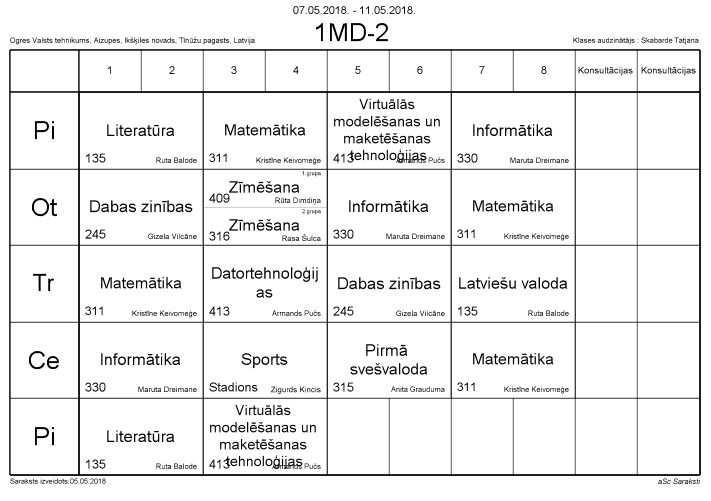 07.05.2018. - 11.05.2018.
Ogres Valsts tehnikums, Aizupes, Ikšķiles novads, Tīnūžu pagasts, Latvija
1MD-2
Klases audzinātājs : Skabarde Tatjana
1 2 3 4 5 6 7 8 Konsultācijas Konsultācijas
Pi
Literatūra
135 Ruta Balode
Matemātika
311 Kristīne Keivomeģe
Virtuālās
modelēšanas un
maketēšanas
tehnoloģijas
413 Armands Pučs
Informātika
330 Maruta Dreimane
Ot
Dabas zinības
245 Gizela Vilcāne
1.grupa
Zīmēšana
409 Rūta Dimdiņa
2.grupa
Zīmēšana
316 Rasa Šulca
Informātika
330 Maruta Dreimane
Matemātika
311 Kristīne Keivomeģe
Tr
Matemātika
311 Kristīne Keivomeģe
Datortehnoloģij
as
413 Armands Pučs
Dabas zinības
245 Gizela Vilcāne
Latviešu valoda
135 Ruta Balode
Ce
Informātika
330 Maruta Dreimane
Sports
Stadions Zigurds Kincis
Pirmā
svešvaloda
315 Anita Grauduma
Matemātika
311 Kristīne Keivomeģe
Pi
Literatūra
135 Ruta Balode
Virtuālās
modelēšanas un
maketēšanas
tehnoloģijas
413 Armands Pučs
Saraksts izveidots:05.05.2018
aSc Saraksti